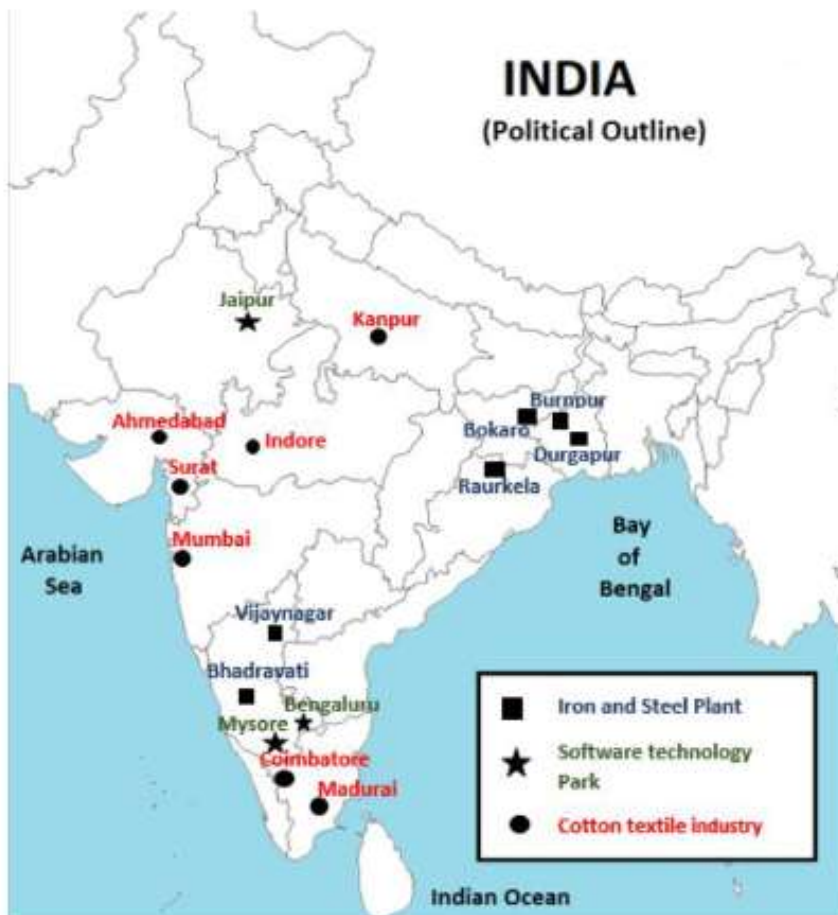 INDIA
(Political Outline)
Jaipur
Kanpur
Ahmedabad
Indore
Burnpur
Bokaro
Durgapur
Surat
Raurkela
Mumbai
Arabian
Sea
Bay
of
Bengal
Vijaynagar
Bhadravati
Bengaluru
Mysore
Coimbatore
Madurai
Iron and Steel Plant
Software technology
Park
Cotton textile industry
Indian Ocean